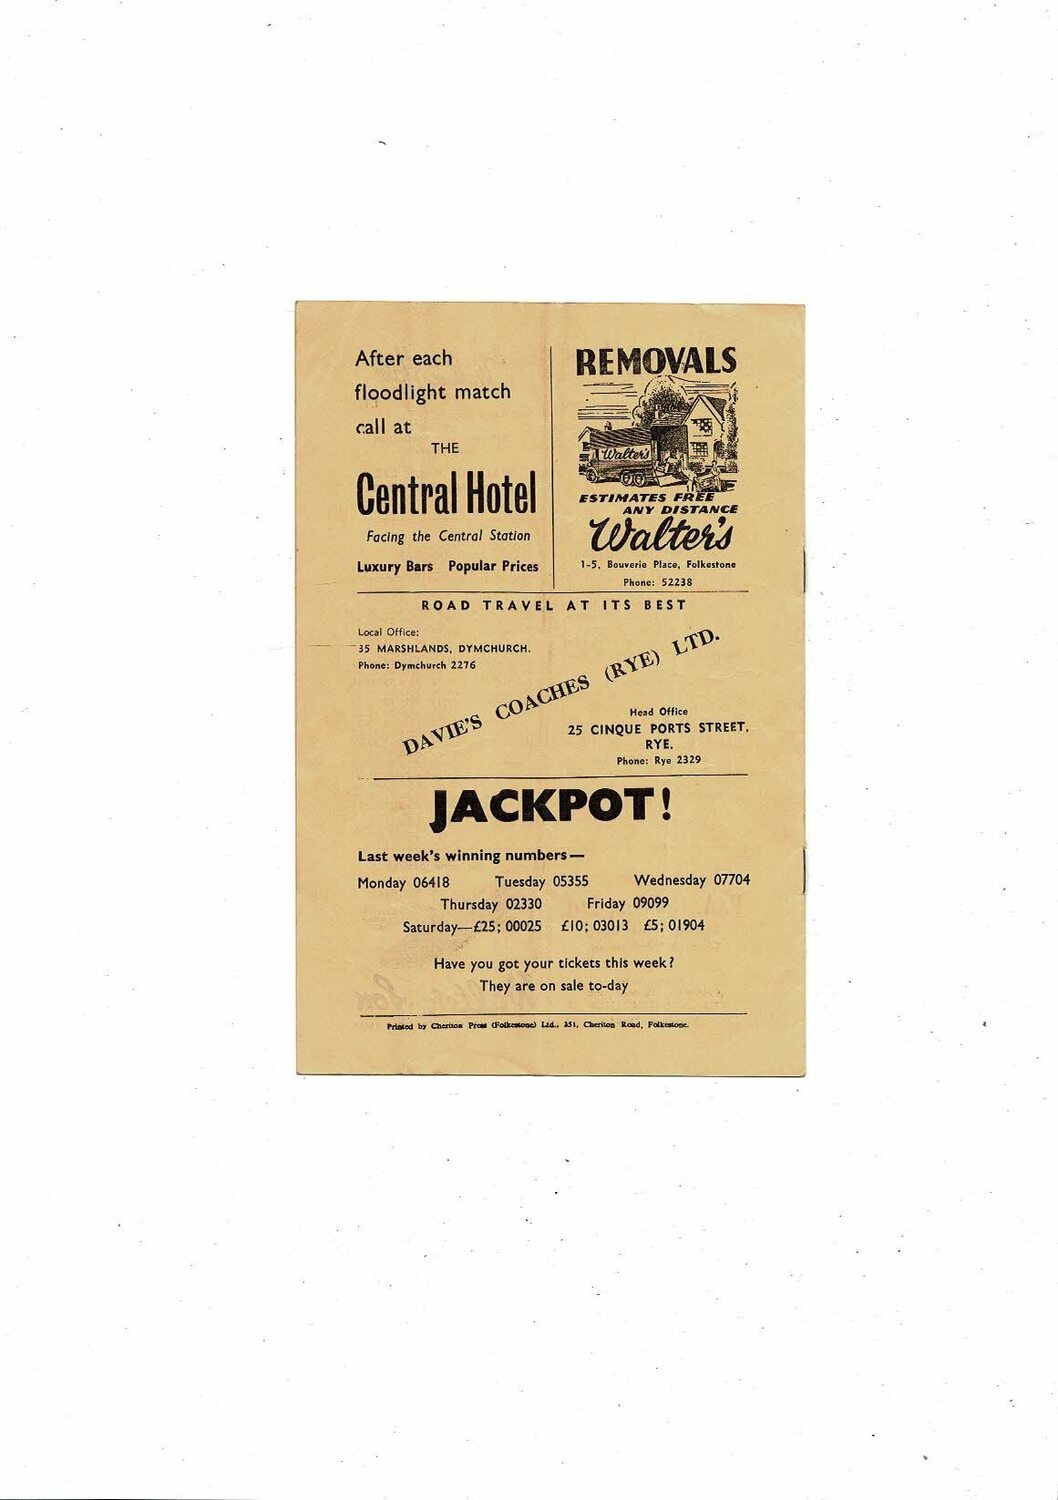 After each
floodlight match
call at
THE
Central Hotel
Facing the Central Station
Luxury Bars Popular Prices
REMOVALS
Walter's
ESTIMATES FREE
ANY DISTANCE
Walter's
1-5, Bouverie Place, Folkestone
Phone: 52238
ROAD TRAVEL AT ITS BEST
Local Office:
35 MARSHLANDS, DYMCHURCH.
Phone: Dymchurch 2276
DAVIE'S COACHES (RYE) LTD.
Head Office
25 CINQUE PORTS STREET,
RYE.
Phone: Rye 2329
JACKPOT!
Last week's winning numbers—
Monday 06418 Tuesday 05355 Wednesday 07704
Thursday 02330 Friday 09099
Saturday—£25; 00025 £10; 03013 £5; 01904
Have you got your tickets this week?
They are on sale to-day
Printed by Cheriton Press (Folkestone) Ltd., 251, Cheriton Road, Folkestone.